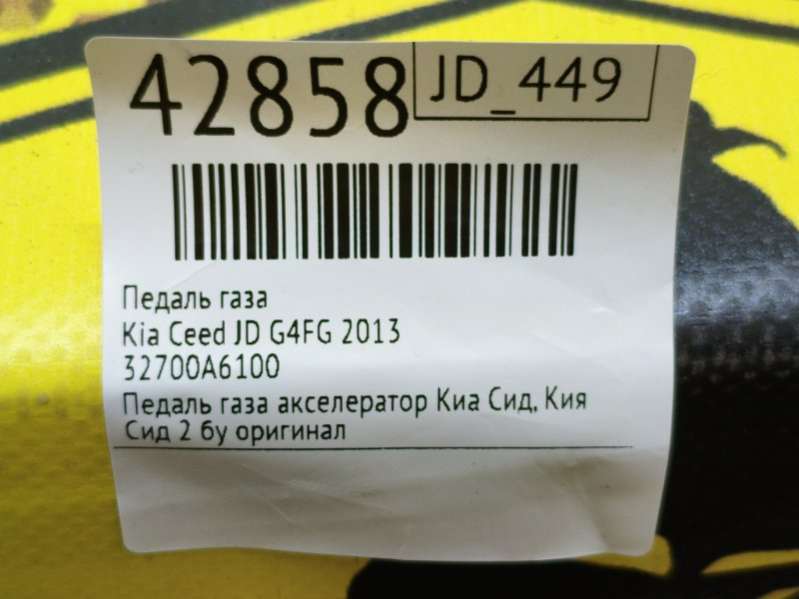 42858
JD_449
Педаль газа
Kia Ceed JD G4FG 2013
32700A6100
Педаль газа акселератор Киа Сид, Кия
Сид 2 бу оригинал